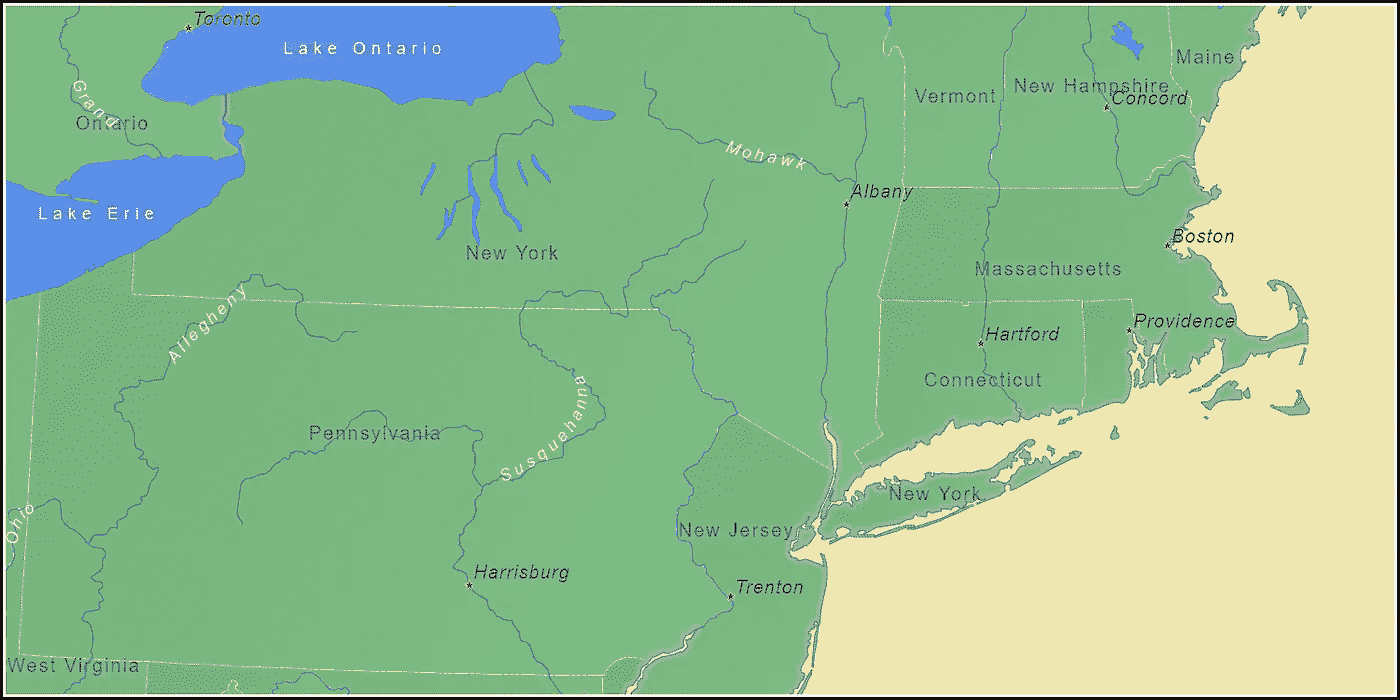 Toronto
Lake Ontario
Maine
New Hampshire
Vermont
Concord
Grand
Ontario
Mohawk
Albany
Lake Erie
Boston
New York
Massachusetts
Allegheny
Providence
Hartford
Connecticut
Susquehanna
Pennsylvania
New York
Ohio
New Jersey
Harrisburg
Trenton
West Virginia